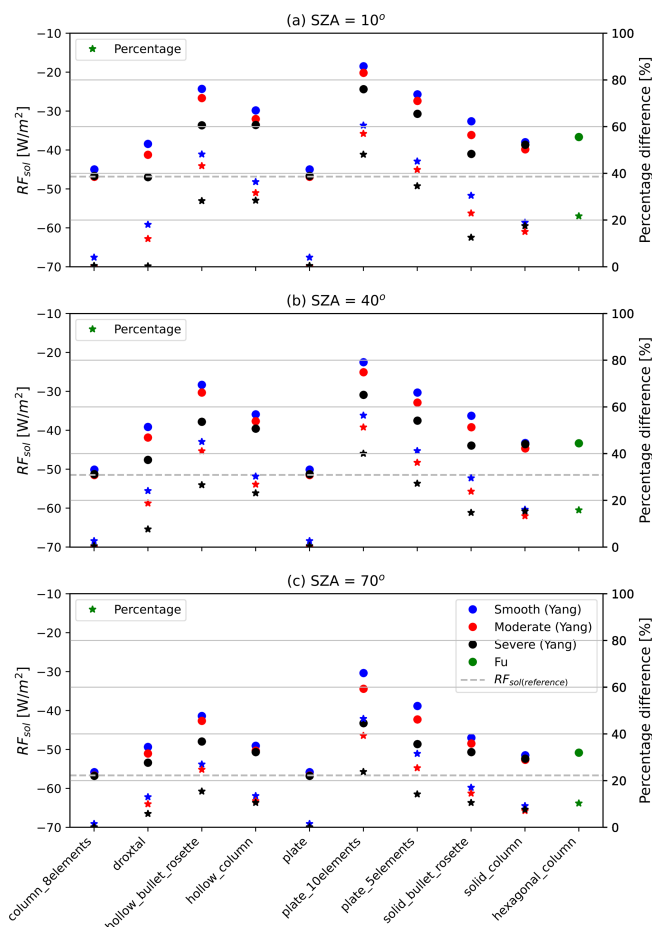 (a) SZA = 10°
Percentage
−10
−20
−30
−40
−50
−60
−70
RF_sol [W/m²]
100
80
60
40
20
0
Percentage difference [%]
(b) SZA = 40°
Percentage
−10
−20
−30
−40
−50
−60
−70
RF_sol [W/m²]
100
80
60
40
20
0
Percentage difference [%]
(c) SZA = 70°
Percentage
Smooth (Yang)
Moderate (Yang)
Severe (Yang)
Fu
RF_sol(reference)
−10
−20
−30
−40
−50
−60
−70
RF_sol [W/m²]
100
80
60
40
20
0
Percentage difference [%]
column_8elements
droxtal
hollow_bullet_rosette
hollow_column
plate
plate_10elements
plate_5elements
solid_bullet_rosette
solid_column
hexagonal_column